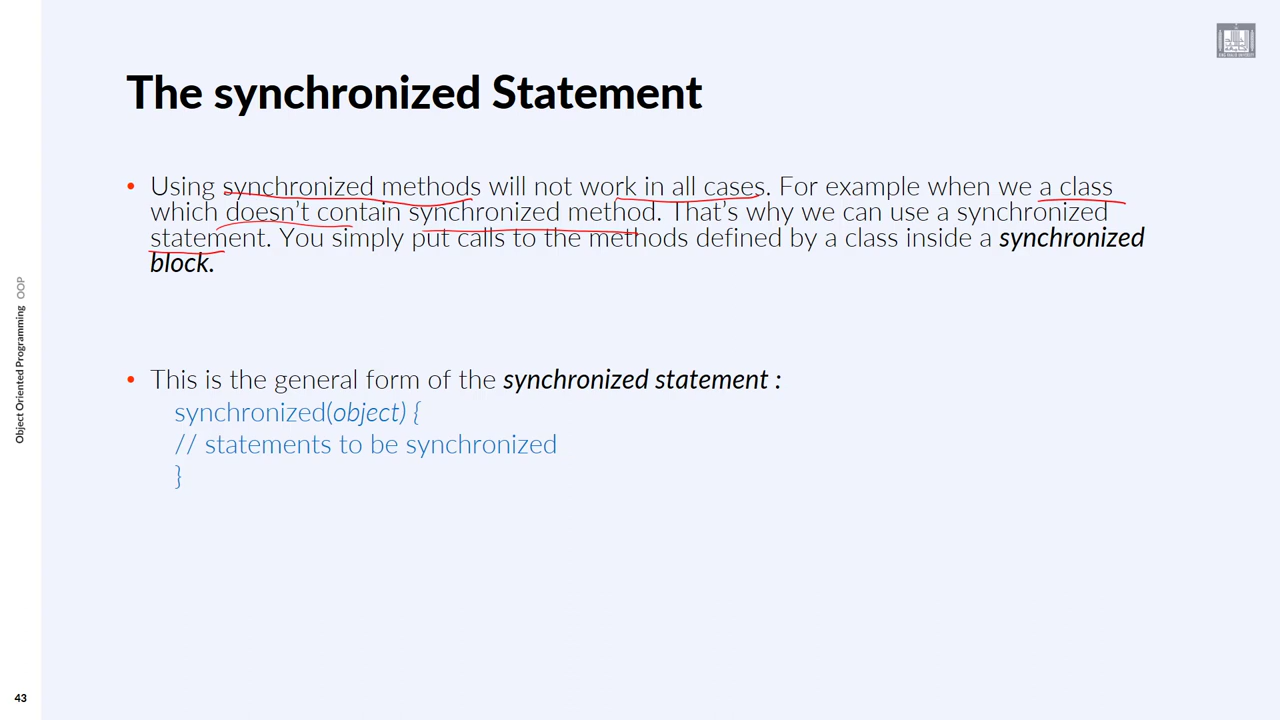 The synchronized Statement
• Using synchronized methods will not work in all cases. For example when we a class
which doesn't contain synchronized method. That's why we can use a synchronized
statement. You simply put calls to the methods defined by a class inside a synchronized
block.
• This is the general form of the synchronized statement :
synchronized(object) {
// statements to be synchronized
}
Object Oriented Programming OOP
43